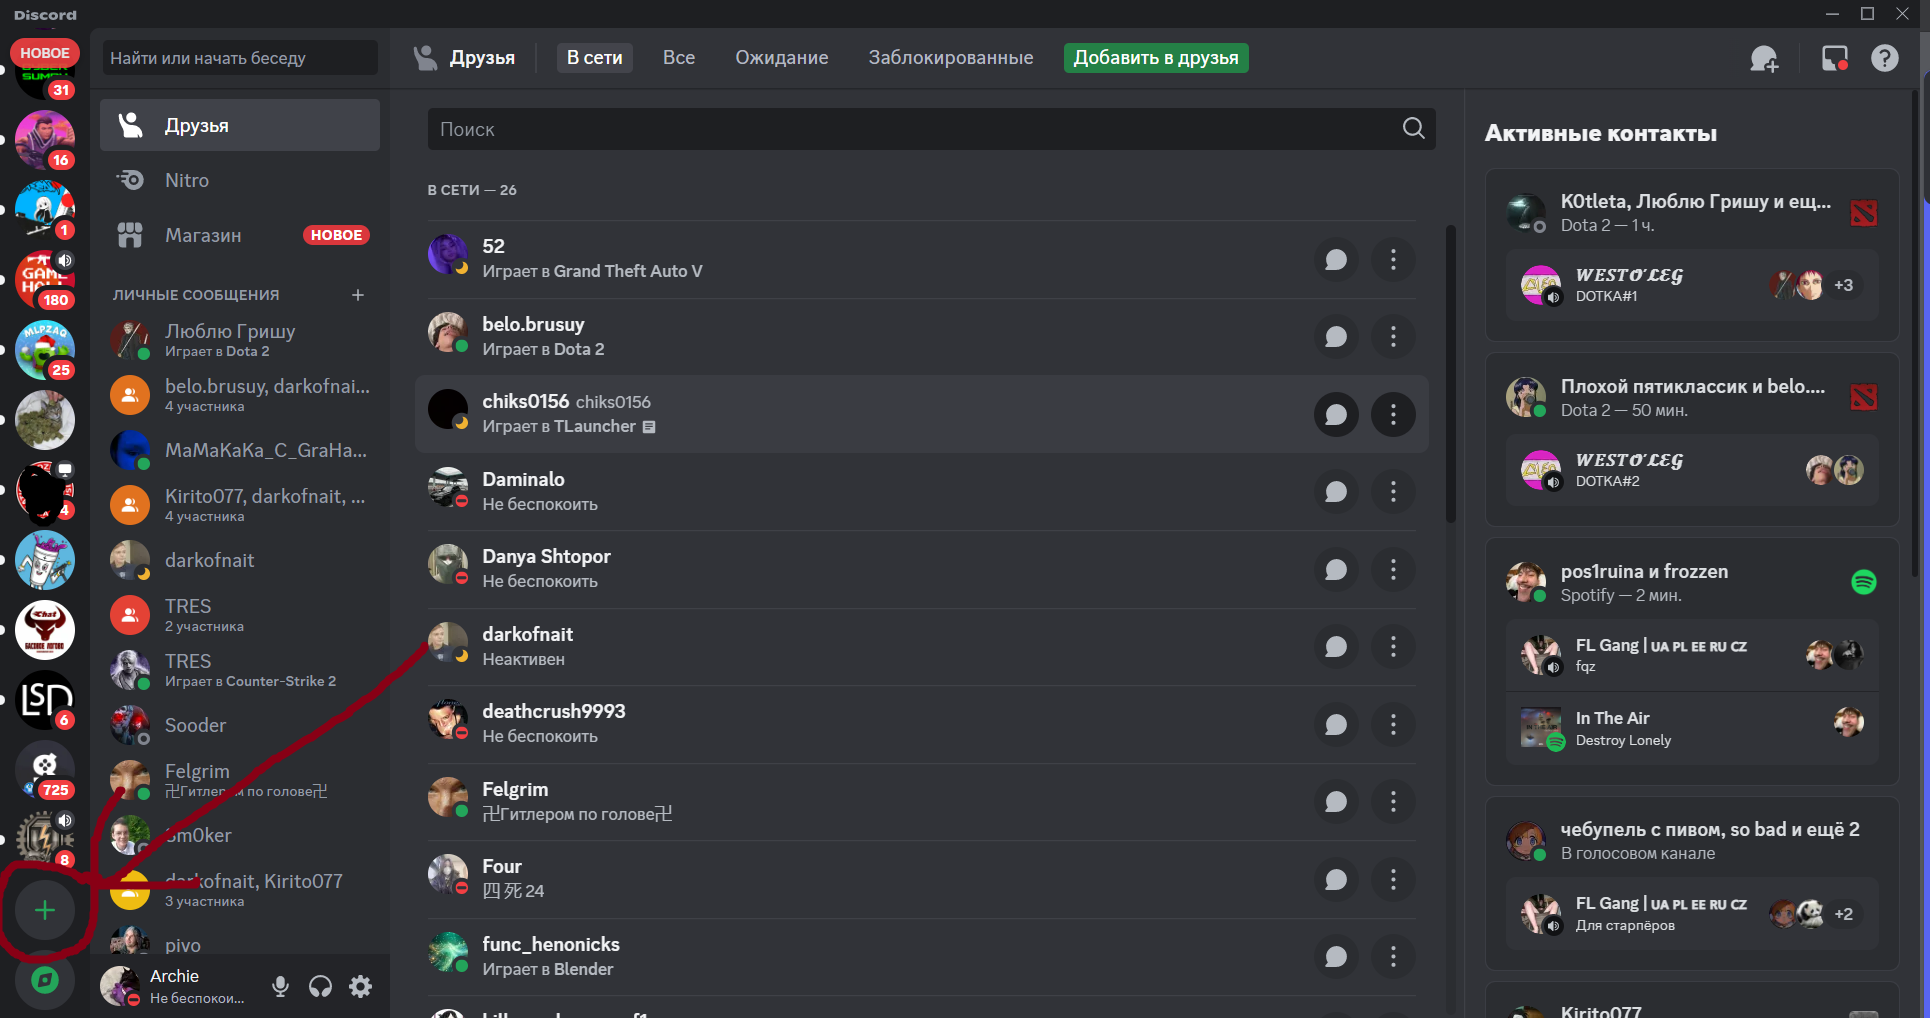 Discord
НОВОЕ
31
16
1
GAME
HALL
180
MLPZAQ
25
4
Chat
LSP
6
725
8
Найти или начать беседу
Друзья
Nitro
Магазин
НОВОЕ
ЛИЧНЫЕ СООБЩЕНИЯ
Люблю Гришу
Играет в Dota 2
belo.brusuy, darkofnai...
4 участника
MaMaKaKa_C_GraHa...
Kirito077, darkofnait, ...
4 участника
darkofnait
TRES
2 участника
TRES
Играет в Counter-Strike 2
Sooder
Felgrim
卍Гитлером по голове卍
Sm0ker
darkofnait, Kirito077
3 участника
pivo
Archie
Не беспокои...
Друзья
В сети
Все
Ожидание
Заблокированные
Добавить в друзья
Поиск
В СЕТИ — 26
52
Играет в Grand Theft Auto V
belo.brusuy
Играет в Dota 2
chiks0156 chiks0156
Играет в TLauncher
Daminalo
Не беспокоить
Danya Shtopor
Не беспокоить
darkofnait
Неактивен
deathcrush9993
Не беспокоить
Felgrim
卍Гитлером по голове卍
Four
四 死 24
func_henonicks
Играет в Blender
Активные контакты
K0tleta, Люблю Гришу и ещ...
Dota 2 — 1 ч.
WESTO'LEG
DOTKA#1
+3
Плохой пятиклассик и belo....
Dota 2 — 50 мин.
WESTO'LEG
DOTKA#2
pos1ruina и frozzen
Spotify — 2 мин.
FL Gang | UA PL EE RU CZ
fqz
In The Air
Destroy Lonely
чебупель с пивом, so bad и ещё 2
В голосовом канале
FL Gang | UA PL EE RU CZ
Для старпёров
+2
Kirito077